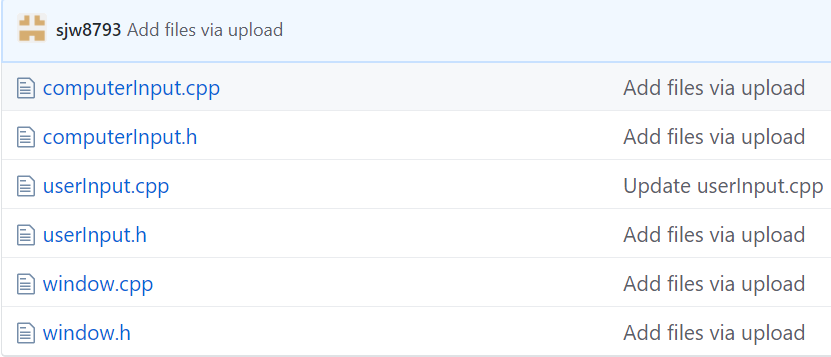 sjw8793 Add files via upload
computerInput.cpp Add files via upload
computerInput.h Add files via upload
userInput.cpp Update userInput.cpp
userInput.h Add files via upload
window.cpp Add files via upload
window.h Add files via upload